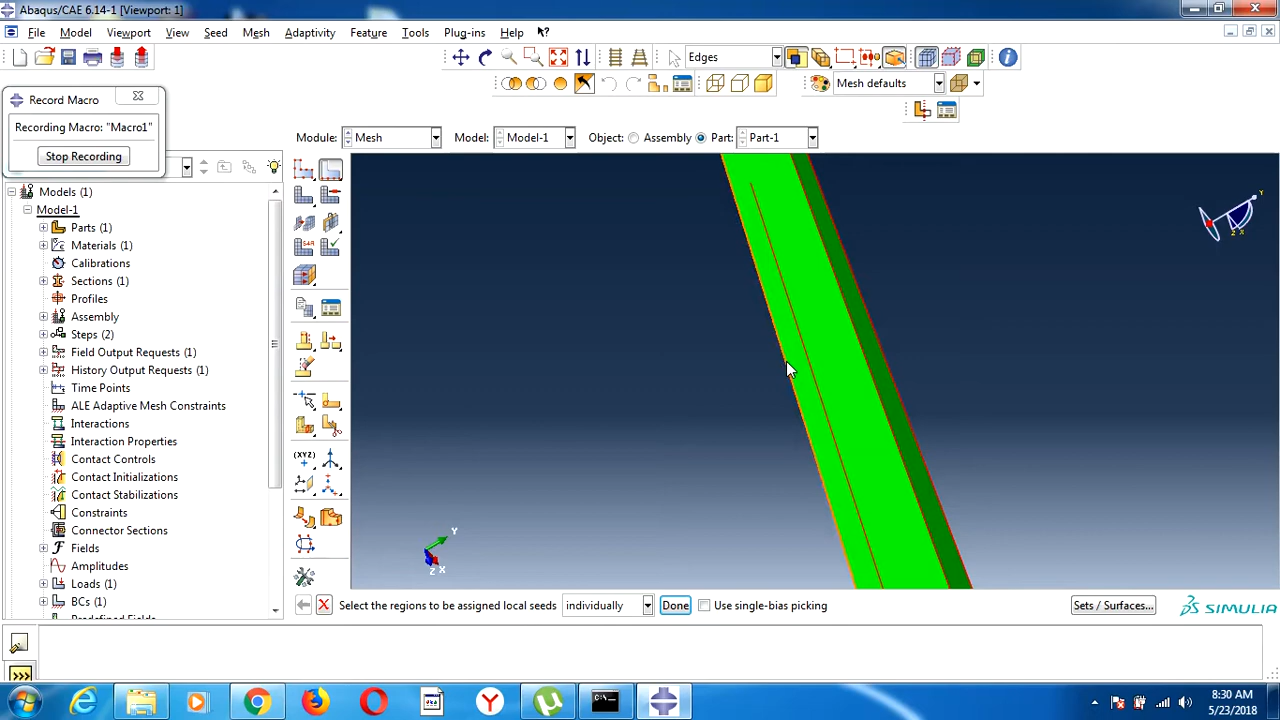 Abaqus/CAE 6.14-1 [Viewport: 1]
File Model Viewport View Seed Mesh Adaptivity Feature Tools Plug-ins Help
Edges
Mesh defaults
Record Macro
Recording Macro: "Macro1"
Stop Recording
Module: Mesh Model: Model-1 Object: Assembly Part: Part-1
Models (1)
Model-1
Parts (1)
Materials (1)
Calibrations
Sections (1)
Profiles
Assembly
Steps (2)
Field Output Requests (1)
History Output Requests (1)
Time Points
ALE Adaptive Mesh Constraints
Interactions
Interaction Properties
Contact Controls
Contact Initializations
Contact Stabilizations
Constraints
Connector Sections
Fields
Amplitudes
Loads (1)
BCs (1)
Predefined Fields
(XYZ)
Y
Z X
Y
Z X
Select the regions to be assigned local seeds individually Done Use single-bias picking Sets / Surfaces...
SIMULIA
>>>
8:30 AM
5/23/2018